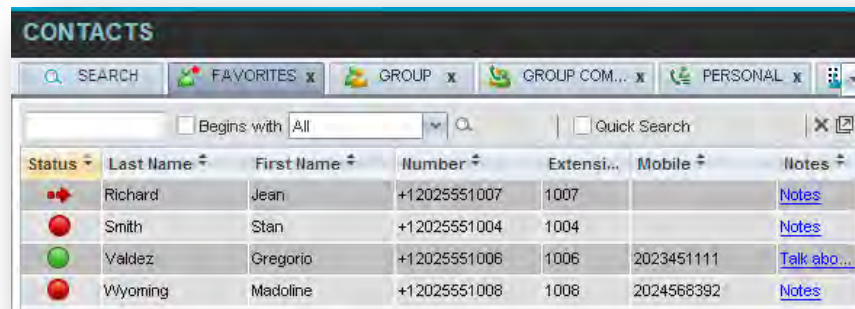 CONTACTS
SEARCH FAVORITES x GROUP x GROUP COM... x PERSONAL x
Begins with All Quick Search
Status Last Name First Name Number Extensi... Mobile Notes
Richard Jean +12025551007 1007 Notes
Smith Stan +12025551004 1004 Notes
Valdez Gregorio +12025551006 1006 2023451111 Talk abo...
Wyoming Madoline +12025551008 1008 2024568392 Notes